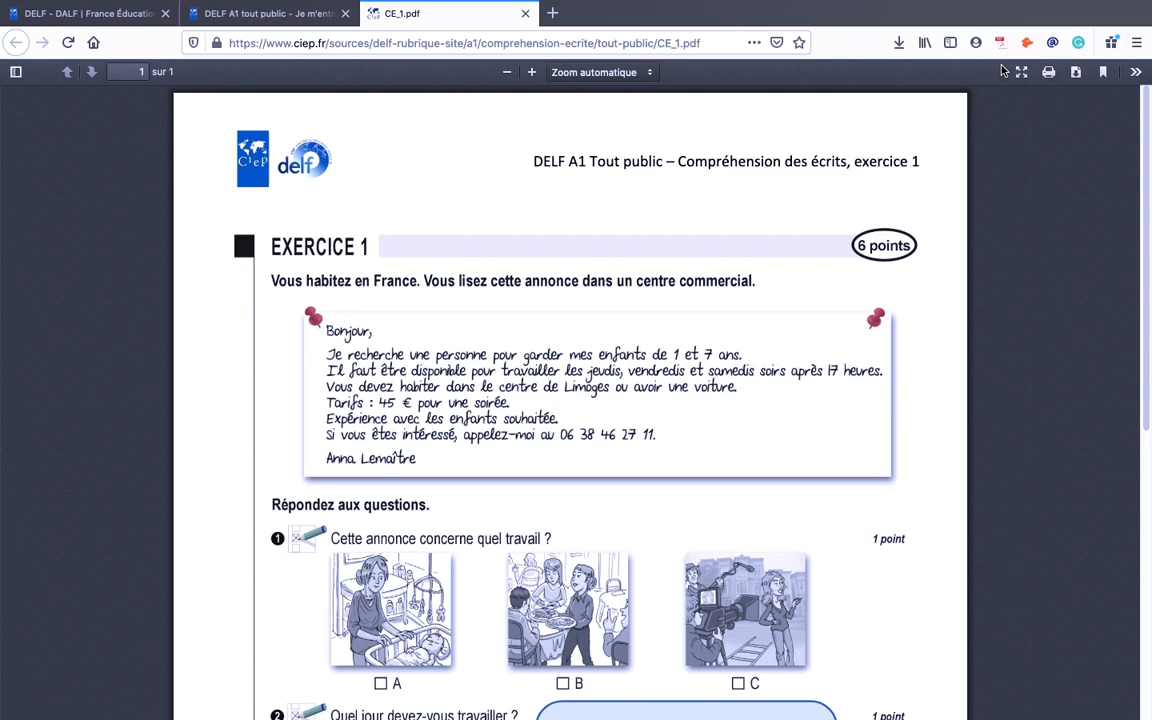 DELF - DALF | France Éducation
DELF A1 tout public - Je m'entr
CE_1.pdf
https://www.ciep.fr/sources/delf-rubrique-site/a1/comprehension-ecrite/tout-public/CE_1.pdf
1 sur 1
Zoom automatique
CIEP
delf
DELF A1 Tout public – Compréhension des écrits, exercice 1
EXERCICE 1
6 points
Vous habitez en France. Vous lisez cette annonce dans un centre commercial.
Bonjour,
Je recherche une personne pour garder mes enfants de 1 et 7 ans.
Il faut être disponible pour travailler les jeudis, vendredis et samedis soirs après 17 heures.
Vous devez habiter dans le centre de Limoges ou avoir une voiture.
Tarifs : 45 € pour une soirée.
Expérience avec les enfants souhaitée.
Si vous êtes intéressé, appelez-moi au 06 38 46 27 11.
Anna Lemaître
Répondez aux questions.
1 Cette annonce concerne quel travail ? 1 point
A B C
2 Quel jour devez-vous travailler ? 1 point